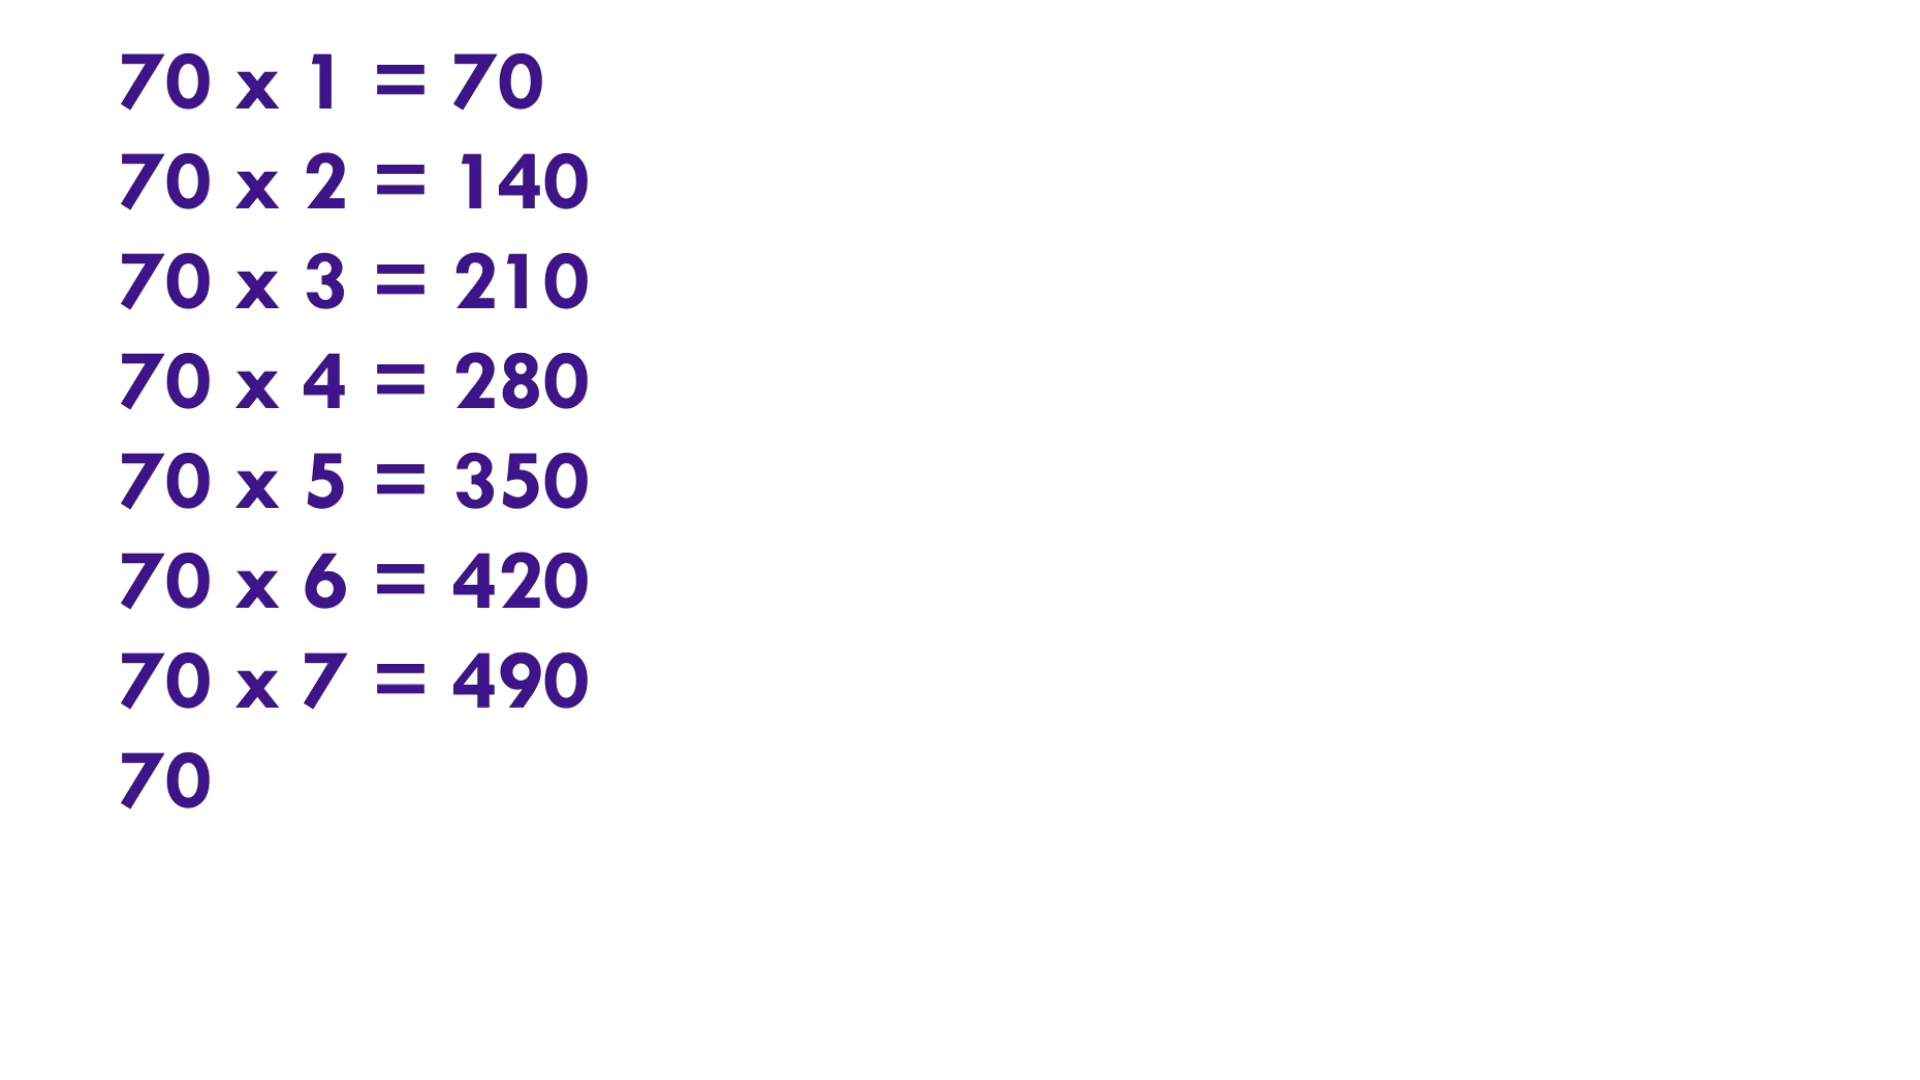 70 x 1 = 70
70 x 2 = 140
70 x 3 = 210
70 x 4 = 280
70 x 5 = 350
70 x 6 = 420
70 x 7 = 490
70